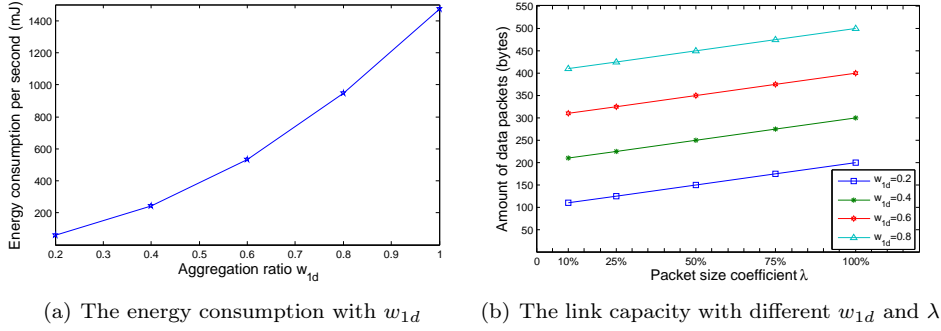 Energy consumption per second (mJ)
1400
1200
1000
800
600
400
200
0.2 0.3 0.4 0.5 0.6 0.7 0.8 0.9 1
Aggregation ratio w1d
(a) The energy consumption with w1d
Amount of data packets (bytes)
550
500
450
400
350
300
250
200
150
100
50
0 10% 25% 50% 75% 100%
Packet size coefficient λ
w1d=0.2
w1d=0.4
w1d=0.6
w1d=0.8
(b) The link capacity with different w1d and λ